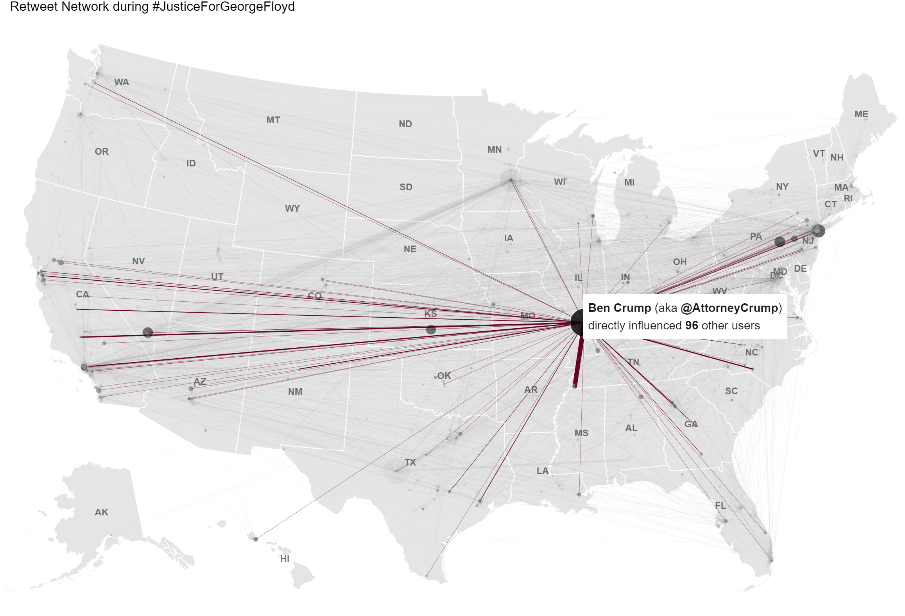 Retweet Network during #JusticeForGeorgeFloyd
WA
ME
MT
ND
MN
OR
ID
VT
NH
WI
MI
NY
SD
MA
WY
CT
RI
IA
PA
NE
NJ
NV
OH
UT
IL
IN
DE
MD
CA
CO
WV
Ben Crump (aka @AttorneyCrump)
directly influenced 96 other users
KS
MO
NC
TN
OK
AZ
NM
AR
SC
GA
MS
AL
TX
LA
FL
AK
HI